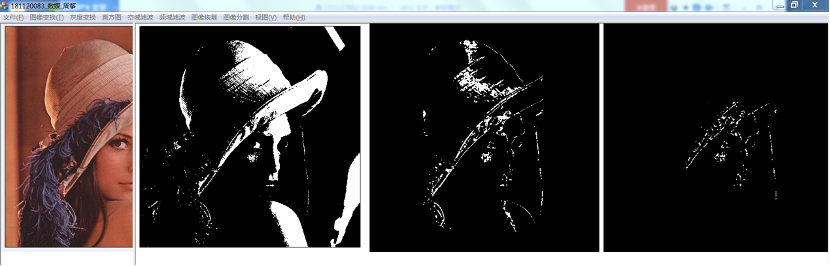 181120083_数媒_周筝
文件(F) 图像变换(T) 灰度变换 直方图 空域滤波 频域滤波 图像恢复 图像分割 视图(V) 帮助(H)